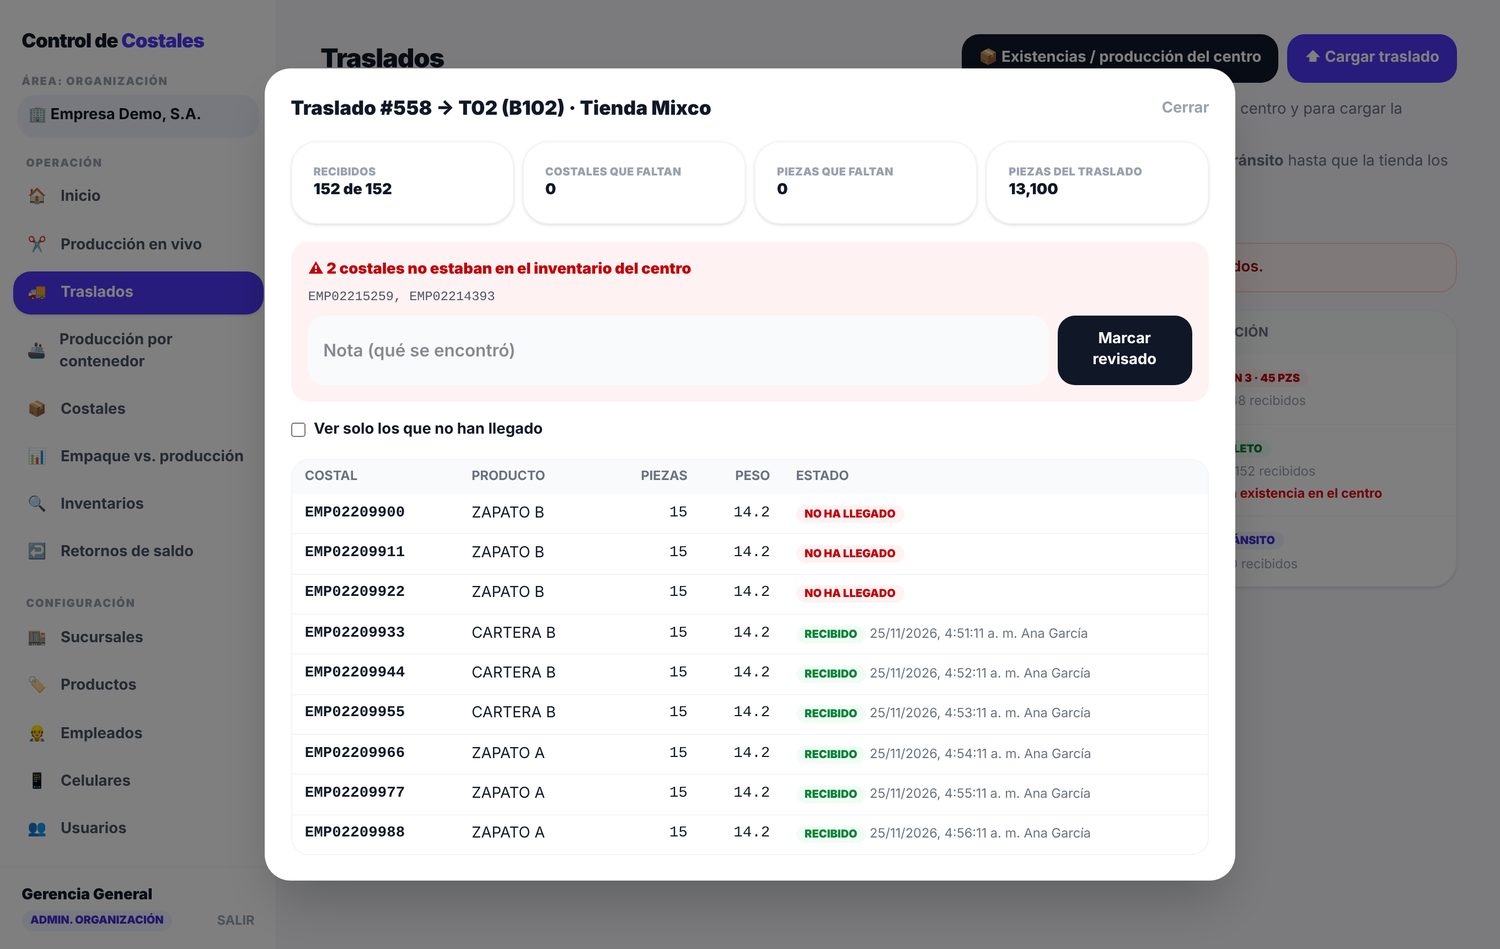 Control de Costales
ÁREA: ORGANIZACIÓN
🏢 Empresa Demo, S.A.
OPERACIÓN
🏠 Inicio
✂️ Producción en vivo
🚚 Traslados
🚢 Producción por
contenedor
📦 Costales
📊 Empaque vs. producción
🔍 Inventarios
↩️ Retornos de saldo
CONFIGURACIÓN
🏬 Sucursales
🏷️ Productos
👷 Empleados
📱 Celulares
👥 Usuarios
Gerencia General
ADMIN. ORGANIZACIÓN SALIR
Traslados
📦 Existencias / producción del centro
⬆ Cargar traslado
centro y para cargar la
hasta que la tienda los
Traslado #558 → T02 (B102) · Tienda Mixco
Cerrar
RECIBIDOS
152 de 152
COSTALES QUE FALTAN
0
PIEZAS QUE FALTAN
0
PIEZAS DEL TRASLADO
13,100
⚠ 2 costales no estaban en el inventario del centro
EMP02215259, EMP02214393
Nota (qué se encontró)
Marcar
revisado
Ver solo los que no han llegado
COSTAL PRODUCTO PIEZAS PESO ESTADO
EMP02209900 ZAPATO B 15 14.2 NO HA LLEGADO
EMP02209911 ZAPATO B 15 14.2 NO HA LLEGADO
EMP02209922 ZAPATO B 15 14.2 NO HA LLEGADO
EMP02209933 CARTERA B 15 14.2 RECIBIDO 25/11/2026, 4:51:11 a. m. Ana García
EMP02209944 CARTERA B 15 14.2 RECIBIDO 25/11/2026, 4:52:11 a. m. Ana García
EMP02209955 CARTERA B 15 14.2 RECIBIDO 25/11/2026, 4:53:11 a. m. Ana García
EMP02209966 ZAPATO A 15 14.2 RECIBIDO 25/11/2026, 4:54:11 a. m. Ana García
EMP02209977 ZAPATO A 15 14.2 RECIBIDO 25/11/2026, 4:55:11 a. m. Ana García
EMP02209988 ZAPATO A 15 14.2 RECIBIDO 25/11/2026, 4:56:11 a. m. Ana García
3 · 45 PZS
recibidos
152 recibidos
existencia en el centro
recibidos